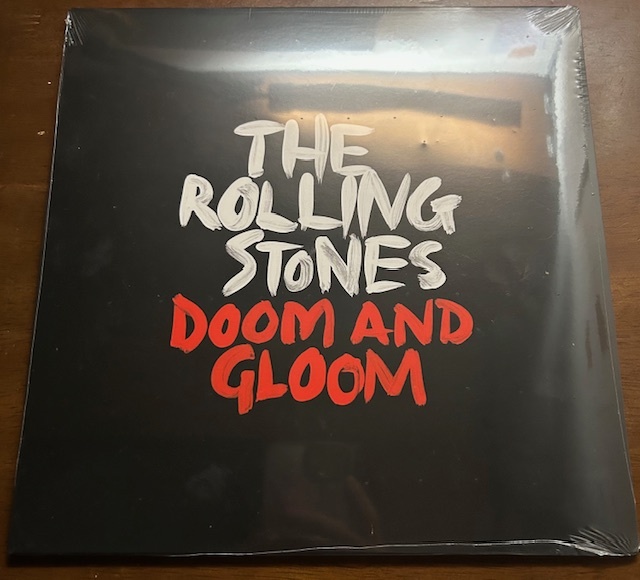 THE
ROLLING
STONES
DOOM AND
GLOOM